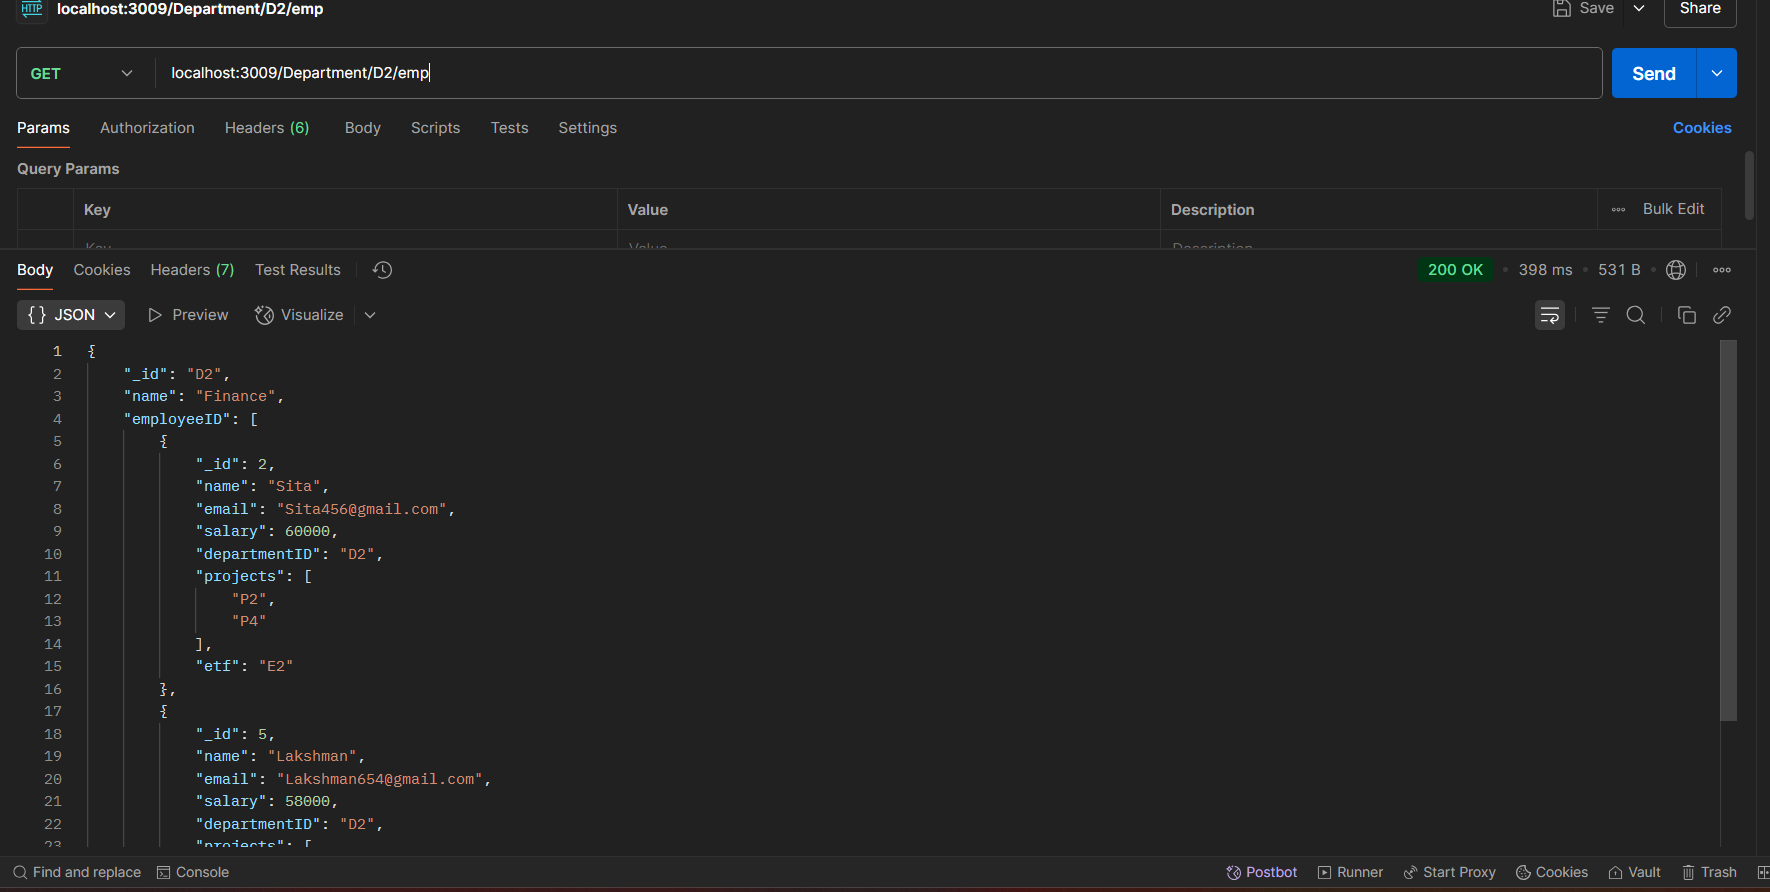 HTTP localhost:3009/Department/D2/emp Save Share
GET localhost:3009/Department/D2/emp Send
Params Authorization Headers (6) Body Scripts Tests Settings Cookies
Query Params
Key Value Description Bulk Edit
Key Value Description
Body Cookies Headers (7) Test Results 200 OK • 398 ms • 531 B •
{ } JSON Preview Visualize
1 {
2 "_id": "D2",
3 "name": "Finance",
4 "employeeID": [
5 {
6 "_id": 2,
7 "name": "Sita",
8 "email": "Sita456@gmail.com",
9 "salary": 60000,
10 "departmentID": "D2",
11 "projects": [
12 "P2",
13 "P4"
14 ],
15 "etf": "E2"
16 },
17 {
18 "_id": 5,
19 "name": "Lakshman",
20 "email": "Lakshman654@gmail.com",
21 "salary": 58000,
22 "departmentID": "D2",
23 "projects": [
Find and replace Console Postbot Runner Start Proxy Cookies Vault Trash